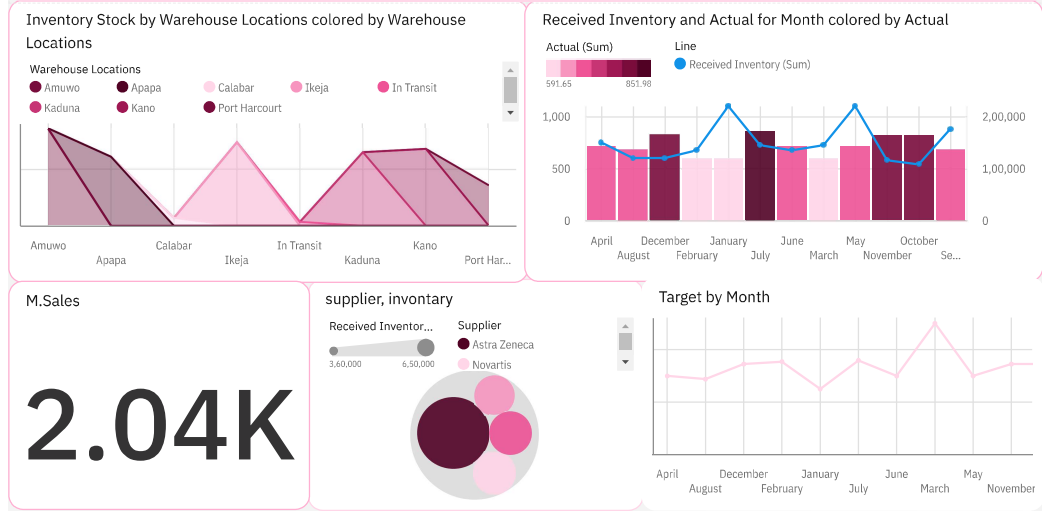 Inventory Stock by Warehouse Locations colored by Warehouse
Locations
Warehouse Locations
Amuwo
Apapa
Calabar
Ikeja
In Transit
Kaduna
Kano
Port Harcourt
Amuwo
Calabar
In Transit
Kano
Apapa
Ikeja
Kaduna
Port Har...
Received Inventory and Actual for Month colored by Actual
Actual (Sum)
591.65
851.98
Line
Received Inventory (Sum)
1,000
500
0
2,00,000
1,00,000
0
April
December
January
June
May
October
August
February
July
March
November
Se...
M.Sales
2.04K
supplier, invontary
Received Inventor...
3,60,000
6,50,000
Supplier
Astra Zeneca
Novartis
Target by Month
April
December
January
June
May
August
February
July
March
November